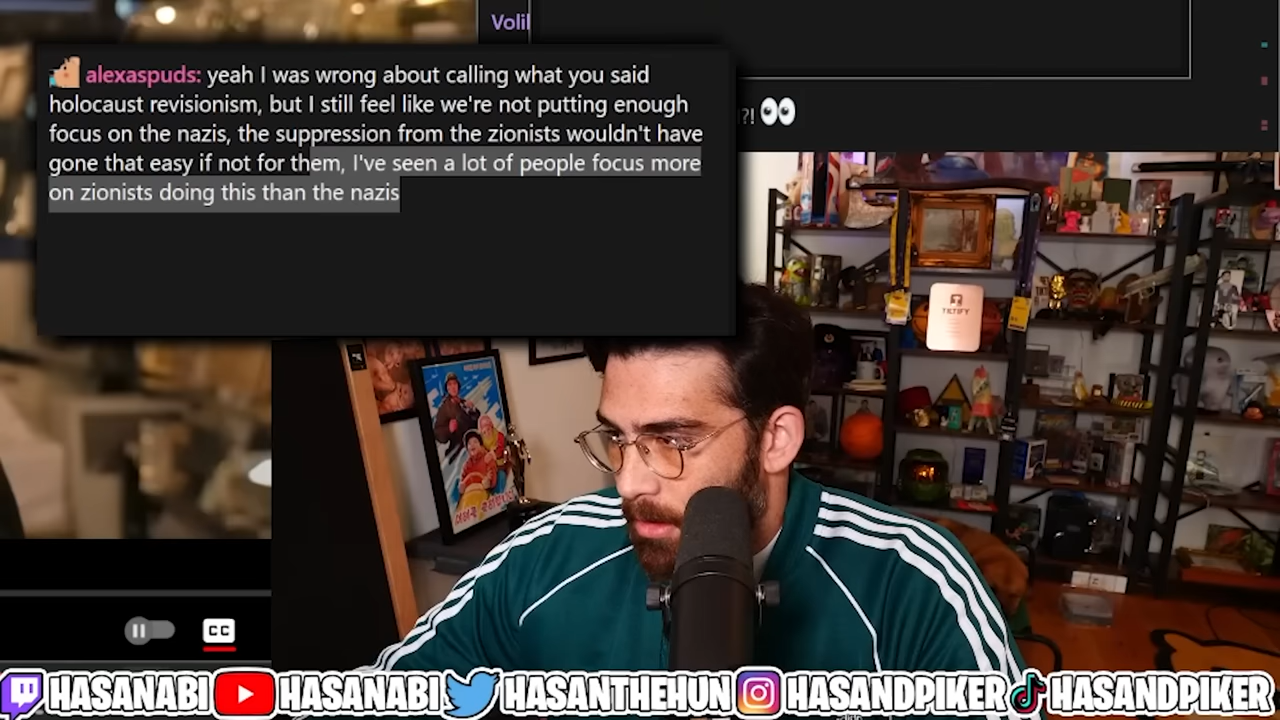 Volil
alexaspuds: yeah I was wrong about calling what you said
holocaust revisionism, but I still feel like we're not putting enough
focus on the nazis, the suppression from the zionists wouldn't have
gone that easy if not for them, I've seen a lot of people focus more
on zionists doing this than the nazis
?!
TILTIFY
CC
HASANABI HASANABI HASANTHEHUN HASANDPIKER HASANDPIKER